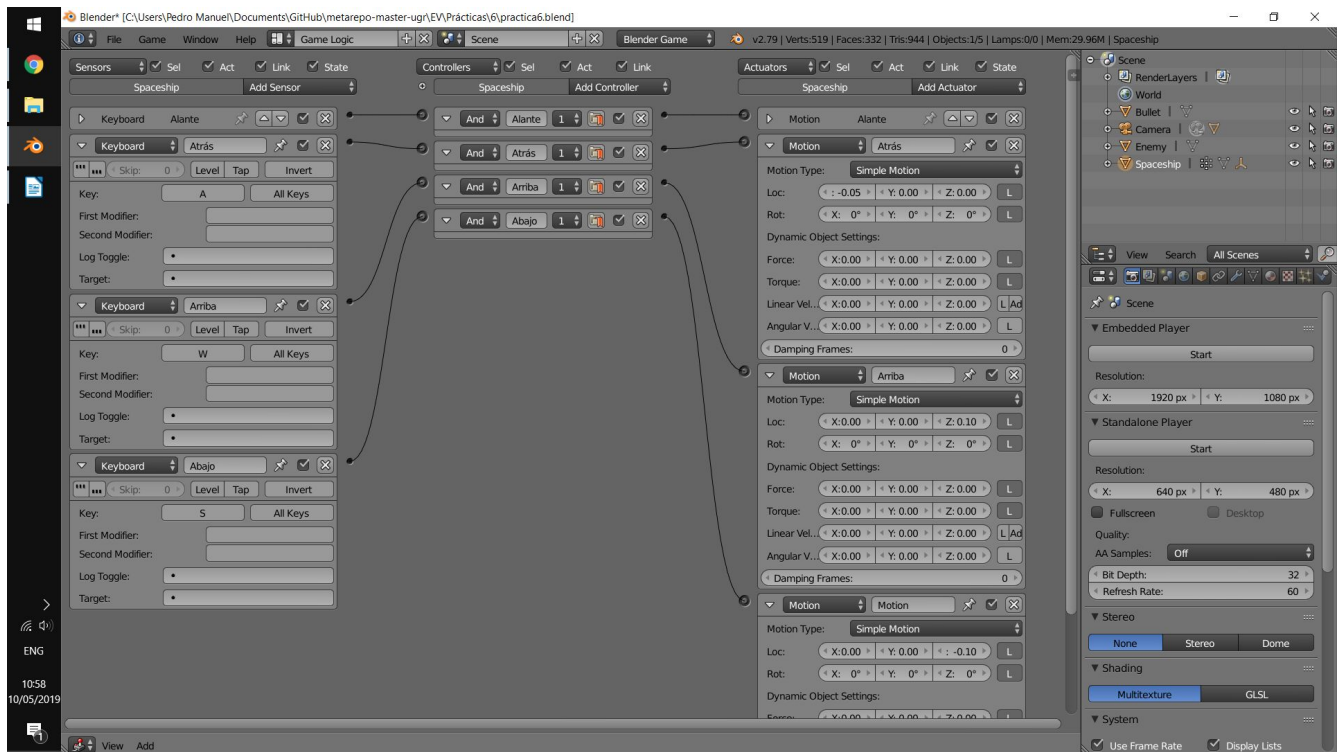 Blender* [C:\Users\Pedro Manuel\Documents\GitHub\metarepo-master-ugr\EV\Prácticas\6\practica6.blend]
File Game Window Help Game Logic Scene Blender Game v2.79 | Verts:519 | Faces:332 | Tris:944 | Objects:1/5 | Lamps:0/0 | Mem:29.96M | Spaceship
Sensors Sel Act Link State
Spaceship Add Sensor
Keyboard Alante
Keyboard Atrás
Skip: 0 Level Tap Invert
Key: A All Keys
First Modifier:
Second Modifier:
Log Toggle:
Target:
Keyboard Arriba
Skip: 0 Level Tap Invert
Key: W All Keys
First Modifier:
Second Modifier:
Log Toggle:
Target:
Keyboard Abajo
Skip: 0 Level Tap Invert
Key: S All Keys
First Modifier:
Second Modifier:
Log Toggle:
Target:
Controllers Sel Act Link
Spaceship Add Controller
And Alante 1
And Atrás 1
And Arriba 1
And Abajo 1
Actuators Sel Act Link State
Spaceship Add Actuator
Motion Alante
Motion Atrás
Motion Type: Simple Motion
Loc: : -0.05 Y: 0.00 Z: 0.00 L
Rot: X: 0° Y: 0° Z: 0° L
Dynamic Object Settings:
Force: X:0.00 Y: 0.00 Z: 0.00 L
Torque: X:0.00 Y: 0.00 Z: 0.00 L
Linear Vel... X:0.00 Y: 0.00 Z: 0.00 L Ad
Angular V... X:0.00 Y: 0.00 Z: 0.00 L
Damping Frames: 0
Motion Arriba
Motion Type: Simple Motion
Loc: X:0.00 Y: 0.00 Z: 0.10 L
Rot: X: 0° Y: 0° Z: 0° L
Dynamic Object Settings:
Force: X:0.00 Y: 0.00 Z: 0.00 L
Torque: X:0.00 Y: 0.00 Z: 0.00 L
Linear Vel... X:0.00 Y: 0.00 Z: 0.00 L Ad
Angular V... X:0.00 Y: 0.00 Z: 0.00 L
Damping Frames: 0
Motion Motion
Motion Type: Simple Motion
Loc: X:0.00 Y: 0.00 : -0.10 L
Rot: X: 0° Y: 0° Z: 0° L
Dynamic Object Settings:
Force: X:0.00 Y: 0.00 Z: 0.00 L
View Add
Scene
RenderLayers
World
Bullet
Camera
Enemy
Spaceship
View Search All Scenes
Scene
Embedded Player
Start
Resolution:
X: 1920 px Y: 1080 px
Standalone Player
Start
Resolution:
X: 640 px Y: 480 px
Fullscreen Desktop
Quality:
AA Samples: Off
Bit Depth: 32
Refresh Rate: 60
Stereo
None Stereo Dome
Shading
Multitexture GLSL
System
Use Frame Rate Display Lists
ENG
10:58
10/05/2019
1